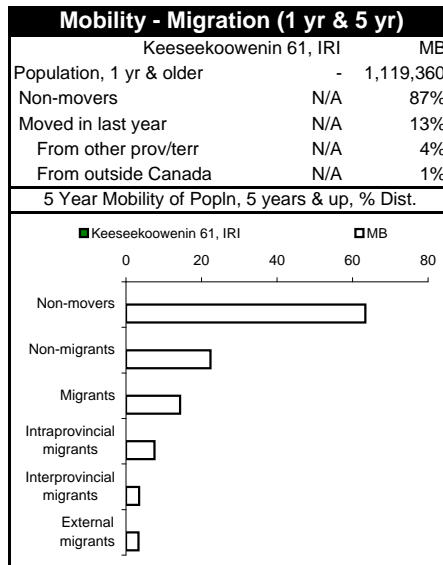 Mobility - Migration (1 yr & 5 yr)
Keeseekoowenin 61, IRI MB
Population, 1 yr & older - 1,119,360
Non-movers N/A 87%
Moved in last year N/A 13%
From other prov/terr N/A 4%
From outside Canada N/A 1%
5 Year Mobility of Popln, 5 years & up, % Dist.
Keeseekoowenin 61, IRI MB
0 20 40 60 80
Non-movers
Non-migrants
Migrants
Intraprovincial
migrants
Interprovincial
migrants
External
migrants